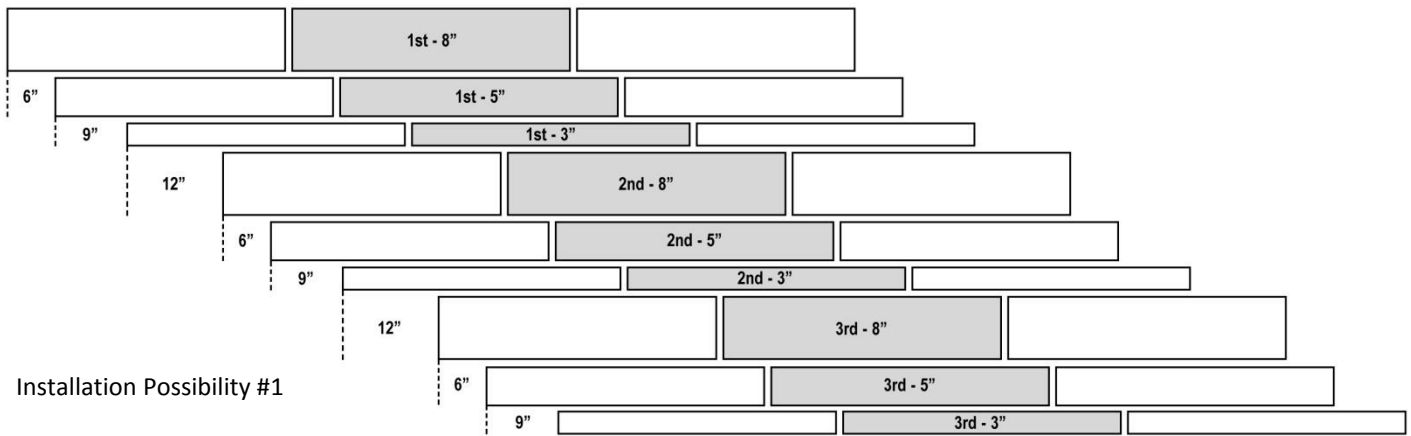 1st - 8”
6”
1st - 5”
9”
1st - 3”
12”
2nd - 8”
6”
2nd - 5”
9”
2nd - 3”
12”
3rd - 8”
Installation Possibility #1
6”
3rd - 5”
9”
3rd - 3”